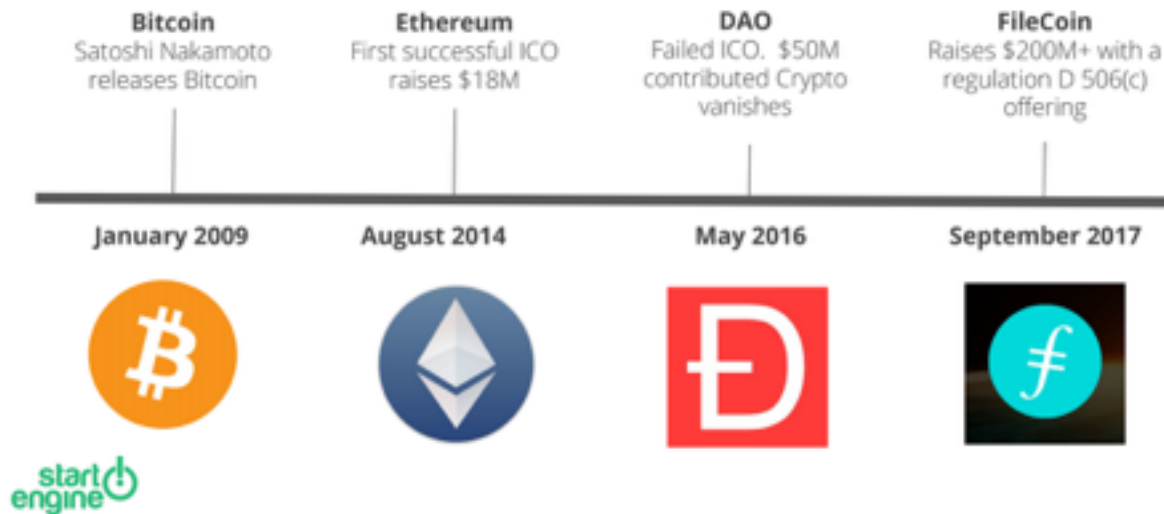 Bitcoin
Satoshi Nakamoto
releases Bitcoin
Ethereum
First successful ICO
raises $18M
DAO
Failed ICO. $50M
contributed Crypto
vanishes
FileCoin
Raises $200M+ with a
regulation D 506(c)
offering
January 2009
August 2014
May 2016
September 2017
start
engine